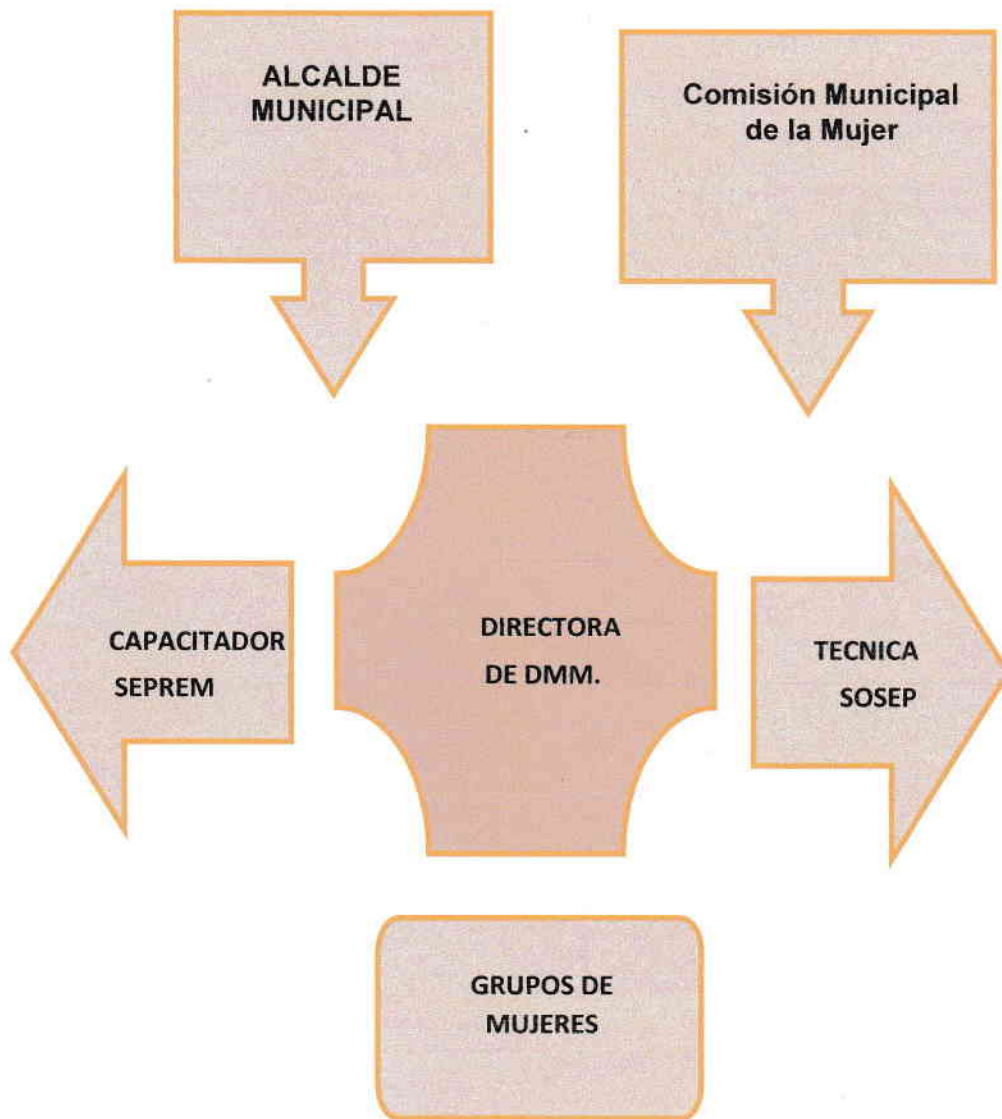 ALCALDE
MUNICIPAL
Comisión Municipal
de la Mujer
CAPACITADOR
SEPREM
DIRECTORA
DE DMM.
TECNICA
SOSEP
GRUPOS DE
MUJERES